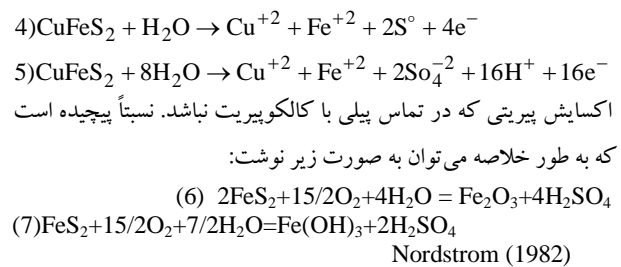 4)CuFeS₂ + H₂O → Cu⁺² + Fe⁺² + 2S° + 4e⁻
5)CuFeS₂ + 8H₂O → Cu⁺² + Fe⁺² + 2So₄⁻² + 16H⁺ + 16e⁻
اکسایش پیریتی که در تماس پیلی با کالکوپیریت نباشد. نسبتاً پیچیده است
که به طور خلاصه می‌توان به صورت زیر نوشت:
(6) 2FeS₂+15/2O₂+4H₂O = Fe₂O₃+4H₂SO₄
(7)FeS₂+15/2O₂+7/2H₂O=Fe(OH)₃+2H₂SO₄
Nordstrom (1982)